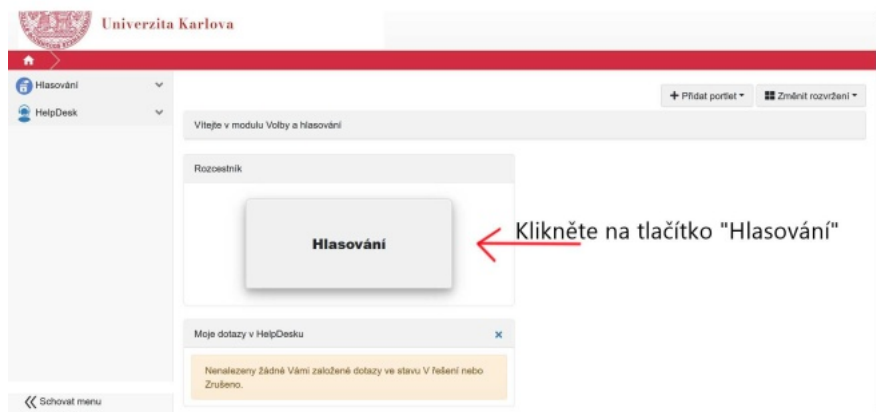 Univerzita Karlova
Hlasování
HelpDesk
Přidat portlet
Změnit rozvržení
Vítejte v modulu Volby a hlasování
Rozcestník
Hlasování
Klikněte na tlačítko "Hlasování"
Moje dotazy v HelpDesku
Nenalezeny žádné Vámi založené dotazy ve stavu V řešení nebo
Zrušeno.
Schovat menu